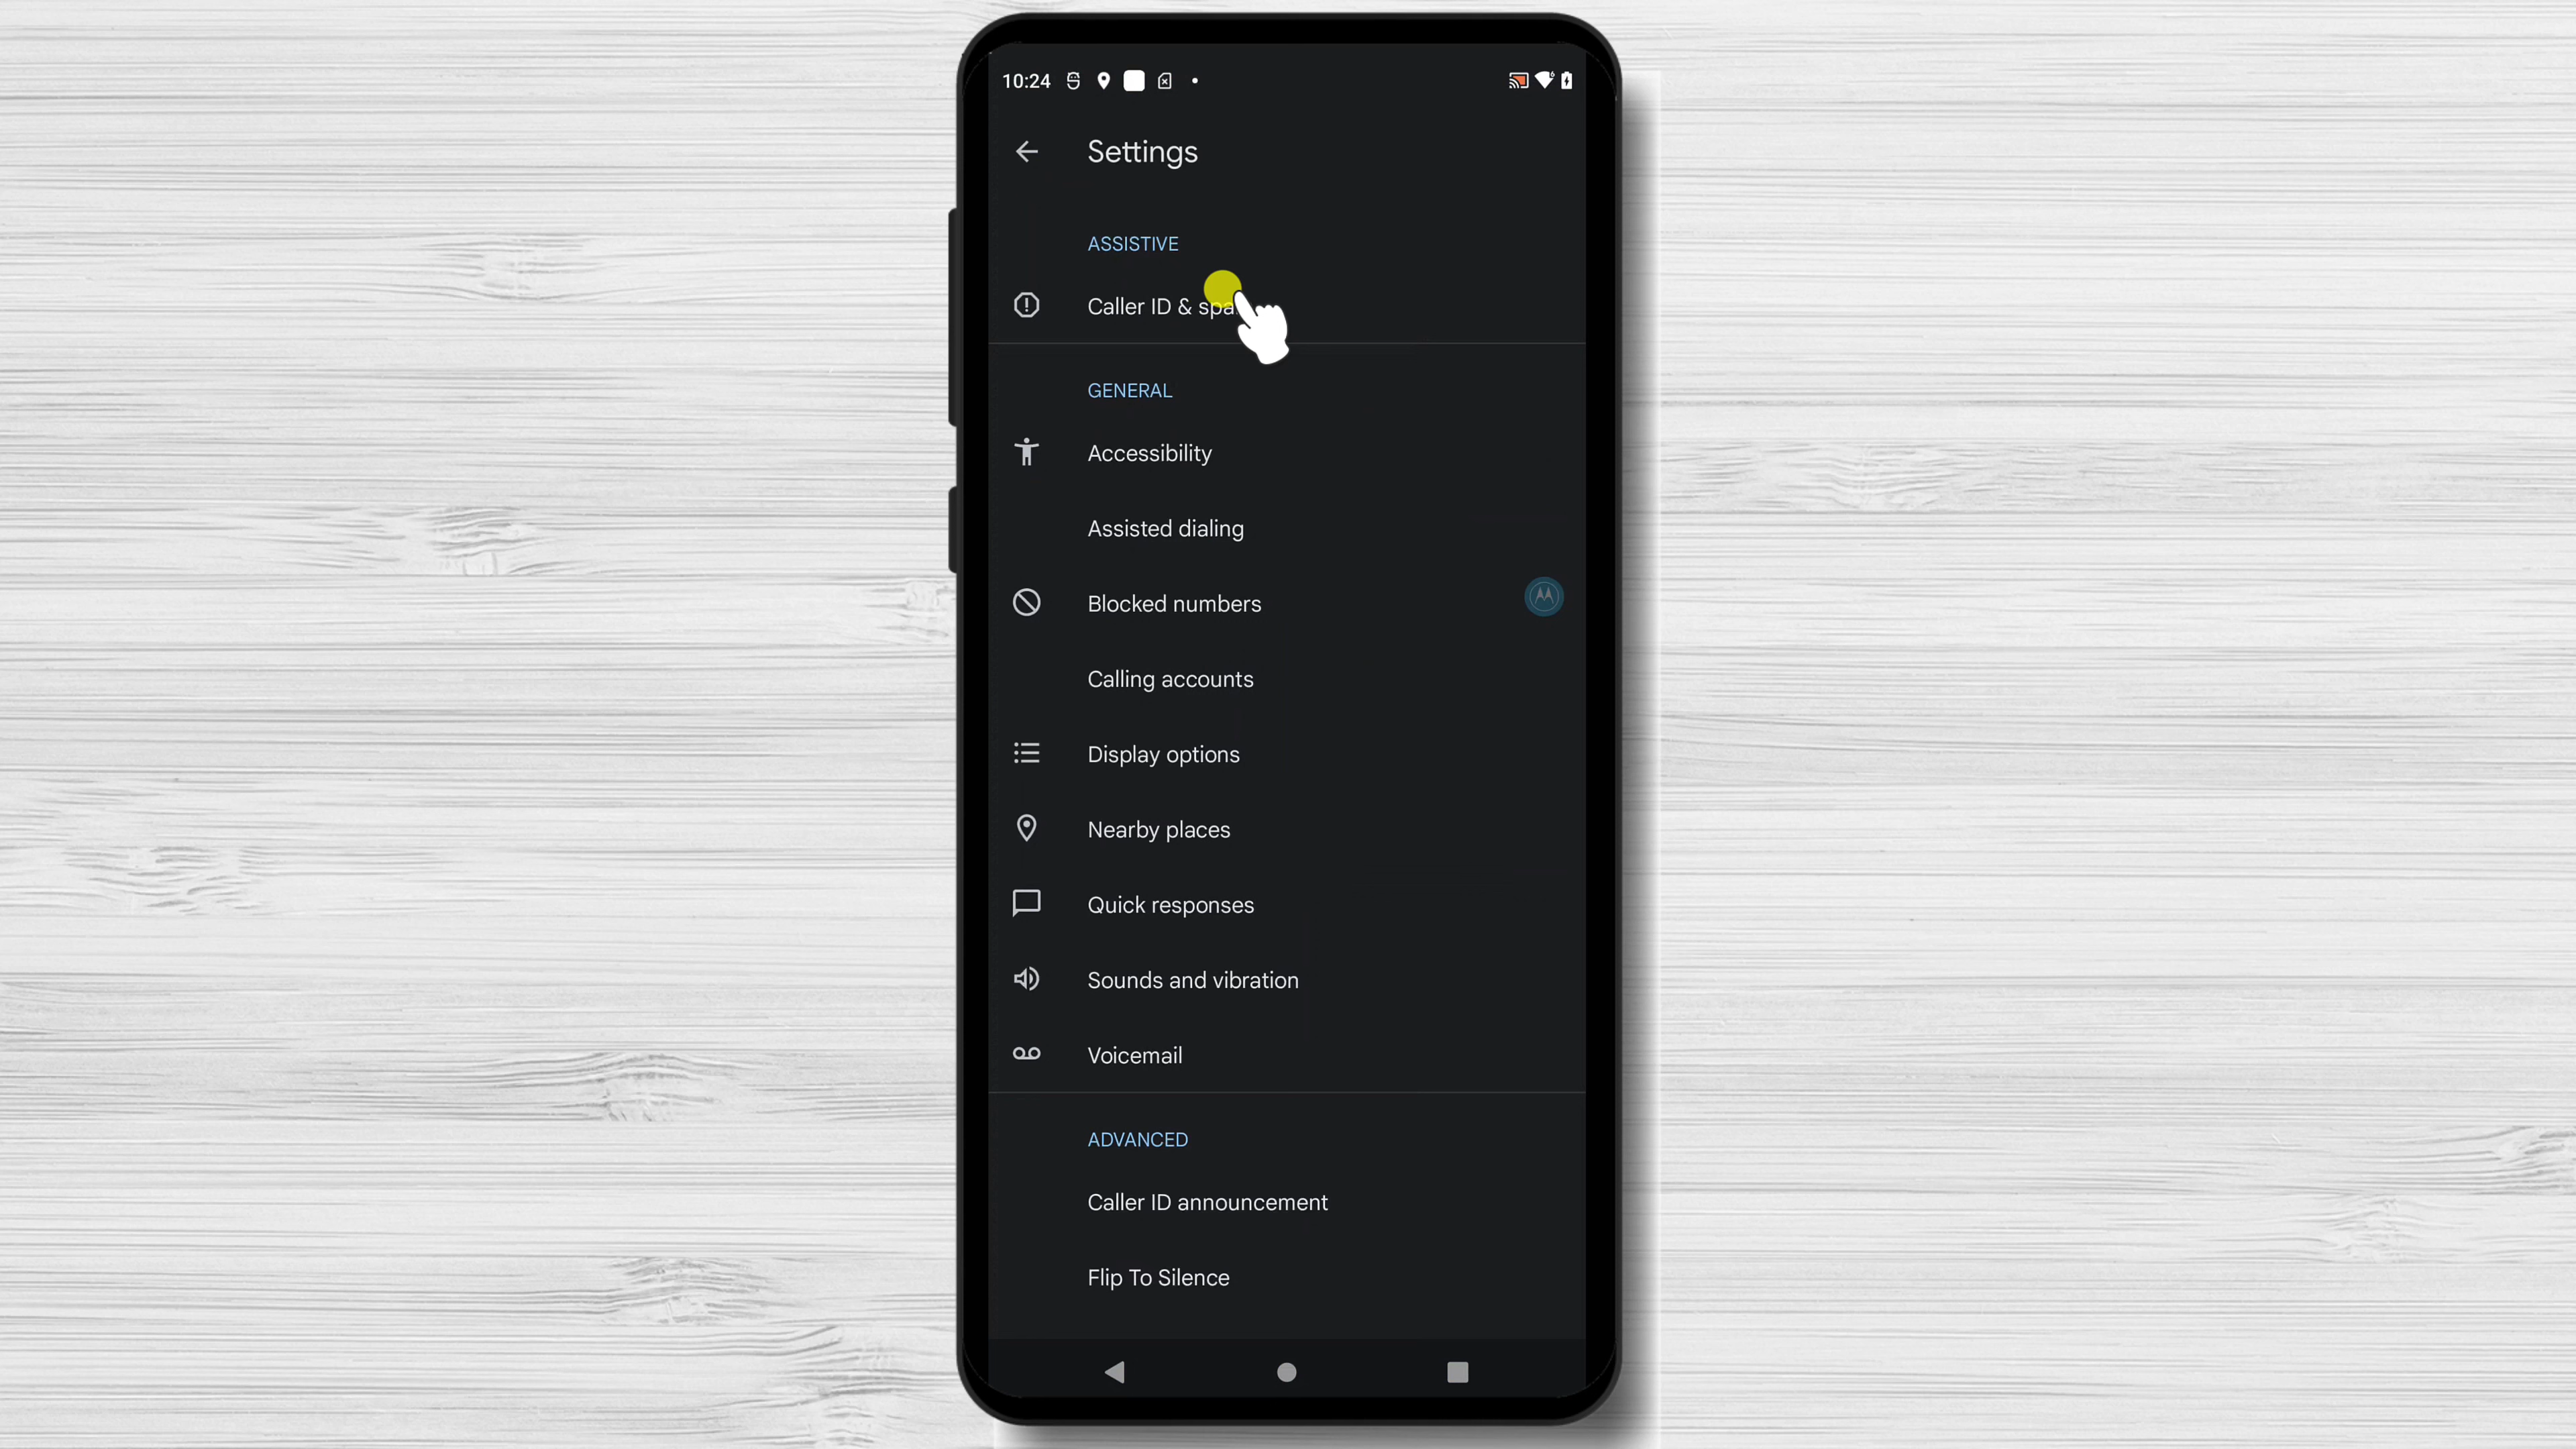 10:24
Settings
ASSISTIVE
Caller ID &
GENERAL
Accessibility
Assisted dialing
Blocked numbers
Calling accounts
Display options
Nearby places
Quick responses
Sounds and vibration
Voicemail
ADVANCED
Caller ID announcement
Flip To Silence